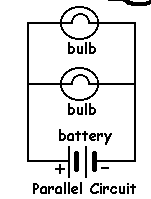 bulb
bulb
battery
+ -
Parallel Circuit